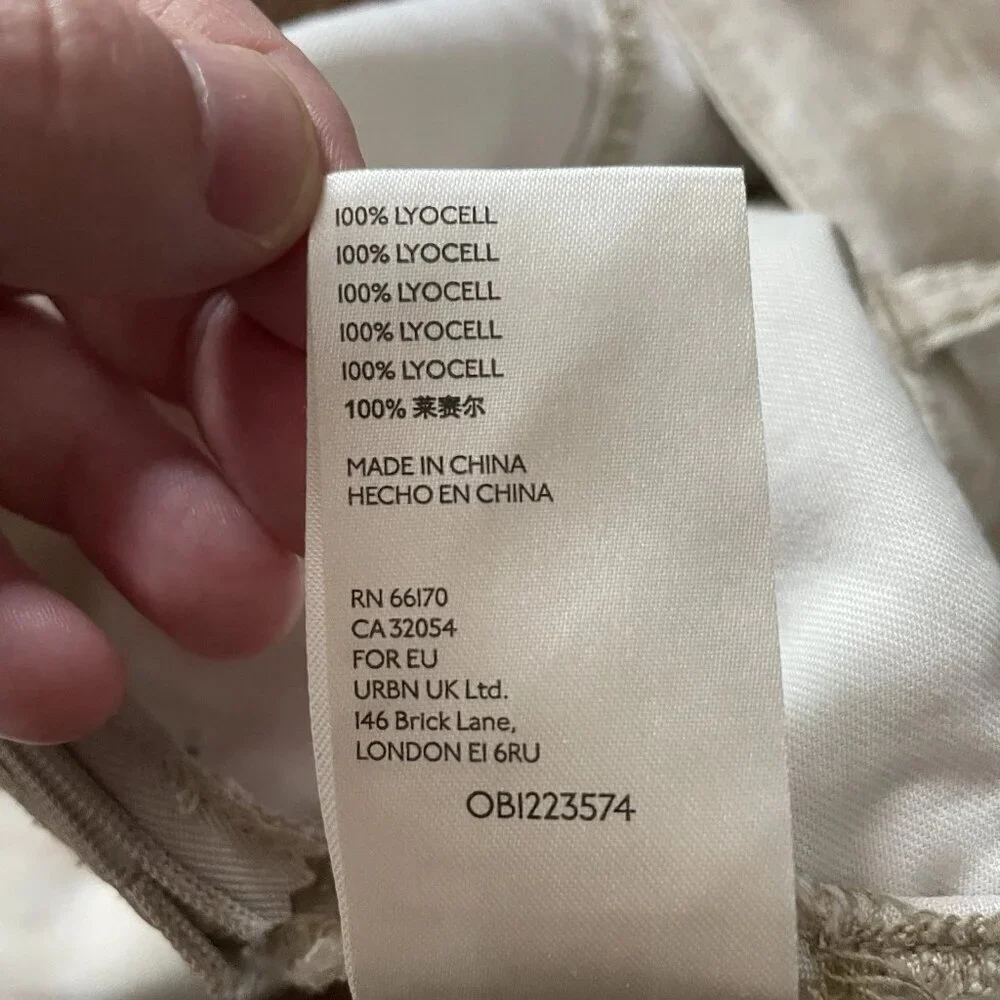 100% LYOCELL
100% LYOCELL
100% LYOCELL
100% LYOCELL
100% LYOCELL
100% 莱赛尔
MADE IN CHINA
HECHO EN CHINA
RN 66170
CA 32054
FOR EU
URBN UK Ltd.
146 Brick Lane,
LONDON E1 6RU
OB1223574